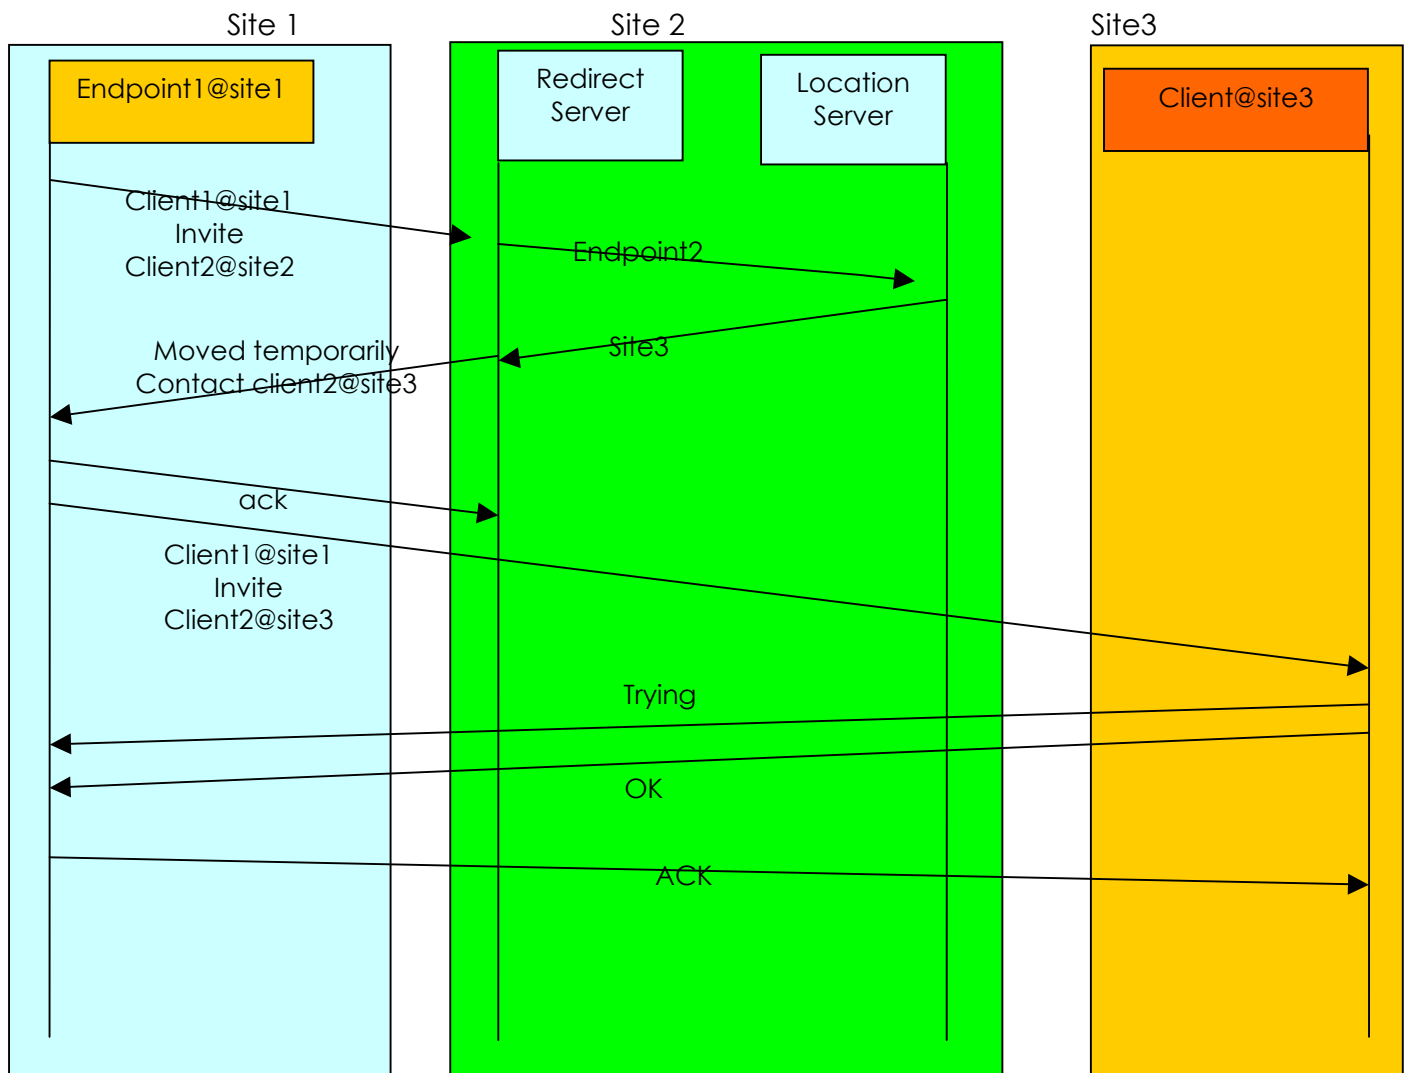 Site 1
Site 2
Site3
Endpoint1@site1
Redirect
Server
Location
Server
Client@site3
Client1@site1
Invite
Client2@site2
Endpoint2
Site3
Moved temporarily
Contact client2@site3
ack
Client1@site1
Invite
Client2@site3
Trying
OK
ACK